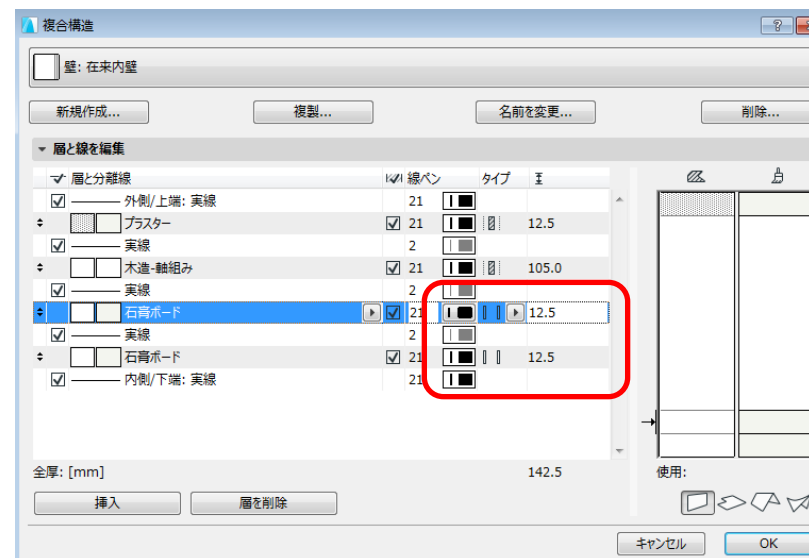 複合構造
壁: 在来内壁
新規作成... 複製... 名前を変更... 削除...
層と線を編集
層と分離線 線ペン タイプ
外側/上端: 実線 21
プラスター 21 12.5
実線 2
木造-軸組み 21 105.0
実線 2
石膏ボード 21 12.5
実線 2
石膏ボード 21 12.5
内側/下端: 実線 21
全厚: [mm] 142.5 使用:
挿入 層を削除
キャンセル OK